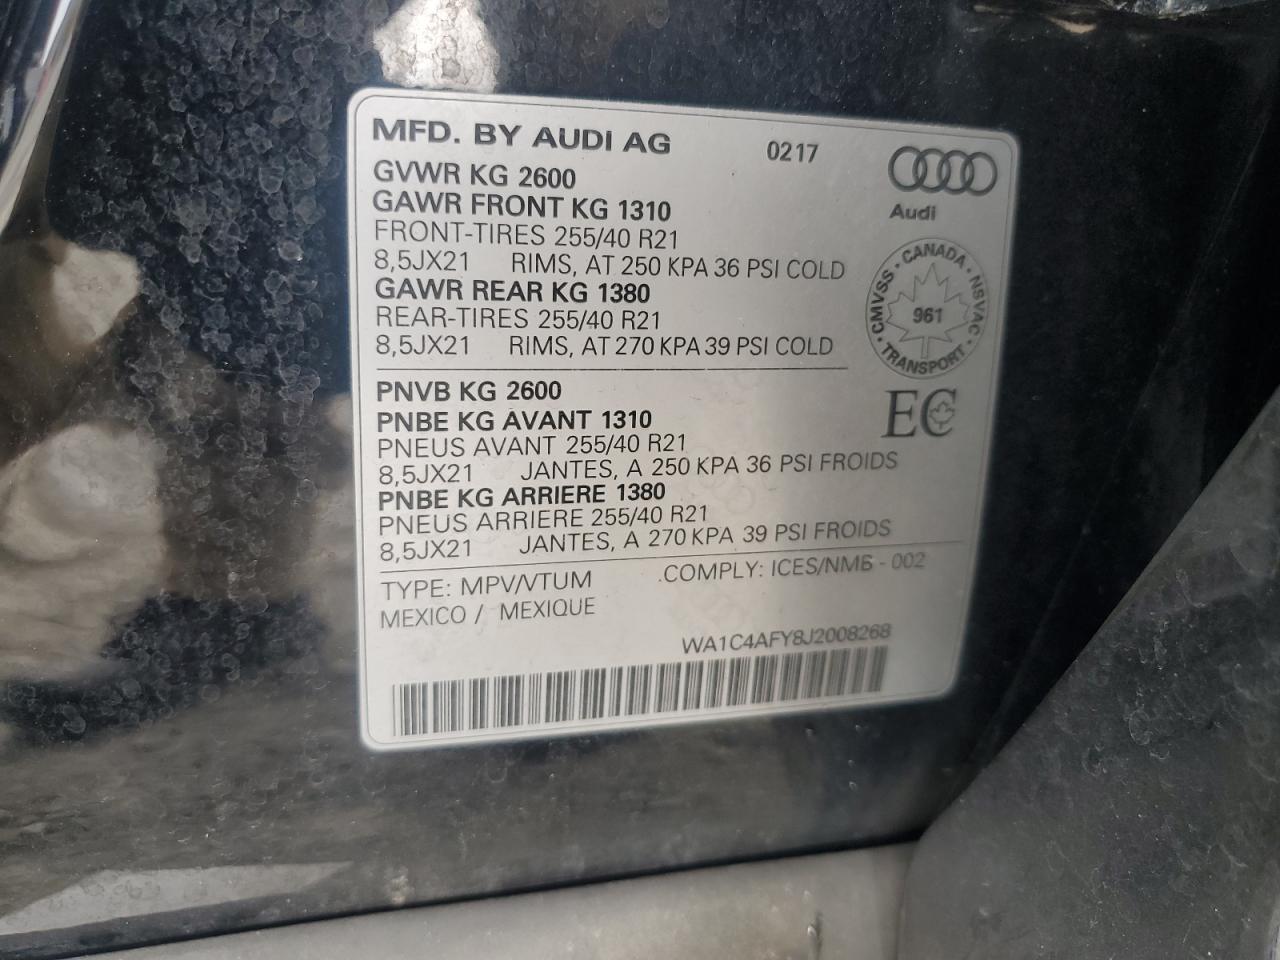 MFD. BY AUDI AG 0217
Audi
GVWR KG 2600
GAWR FRONT KG 1310
FRONT-TIRES 255/40 R21
8,5JX21 RIMS, AT 250 KPA 36 PSI COLD
GAWR REAR KG 1380
REAR-TIRES 255/40 R21
8,5JX21 RIMS, AT 270 KPA 39 PSI COLD
CMVSS • CANADA • NSVAC • TRANSPORT •
961
PNVB KG 2600
PNBE KG AVANT 1310
PNEUS AVANT 255/40 R21
8,5JX21 JANTES, A 250 KPA 36 PSI FROIDS
PNBE KG ARRIERE 1380
PNEUS ARRIERE 255/40 R21
8,5JX21 JANTES, A 270 KPA 39 PSI FROIDS
EC
TYPE: MPV/VTUM .COMPLY: ICES/NMB - 002
MEXICO / MEXIQUE
WA1C4AFY8J2008268